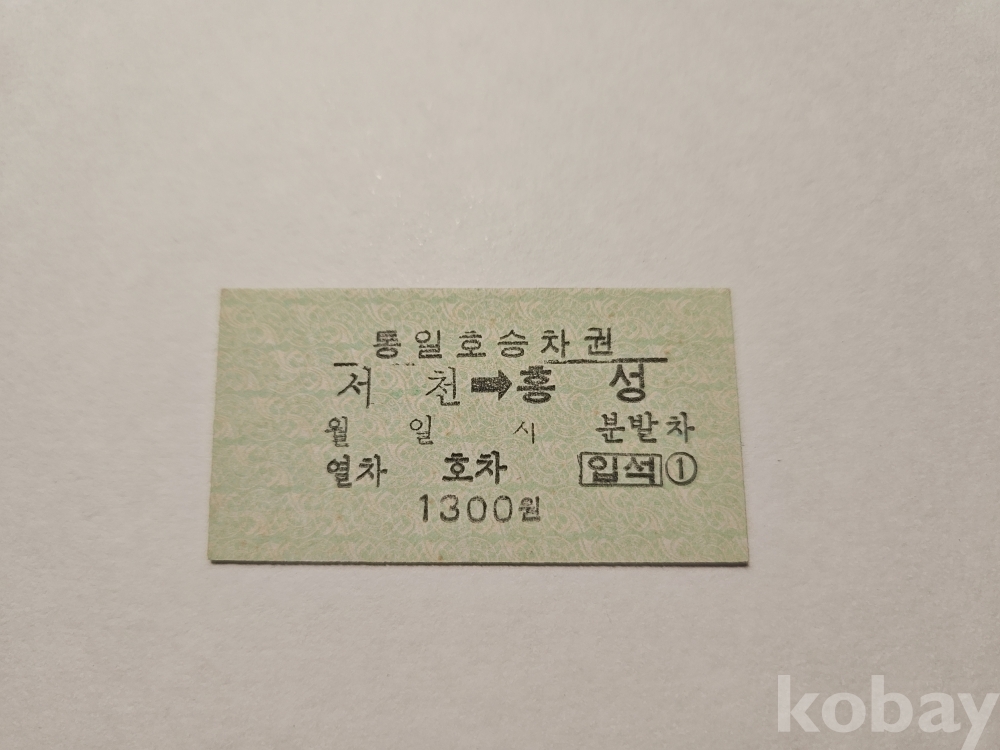 통일호승차권
서천➡홍성
월 일 시 분발차
열차 호차 입석①
1300원
kobay